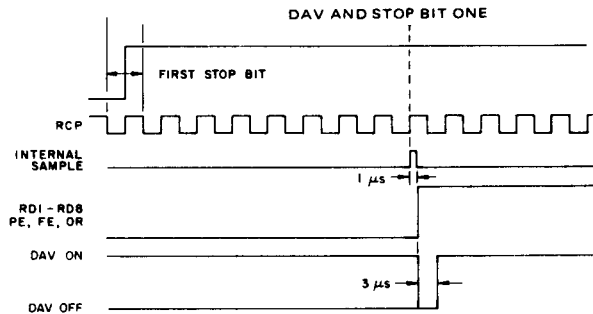 DAV AND STOP BIT ONE
FIRST STOP BIT
RCP
INTERNAL
SAMPLE
1 μs
RD1-RD8
PE, FE, OR
DAV ON
3 μs
DAV OFF